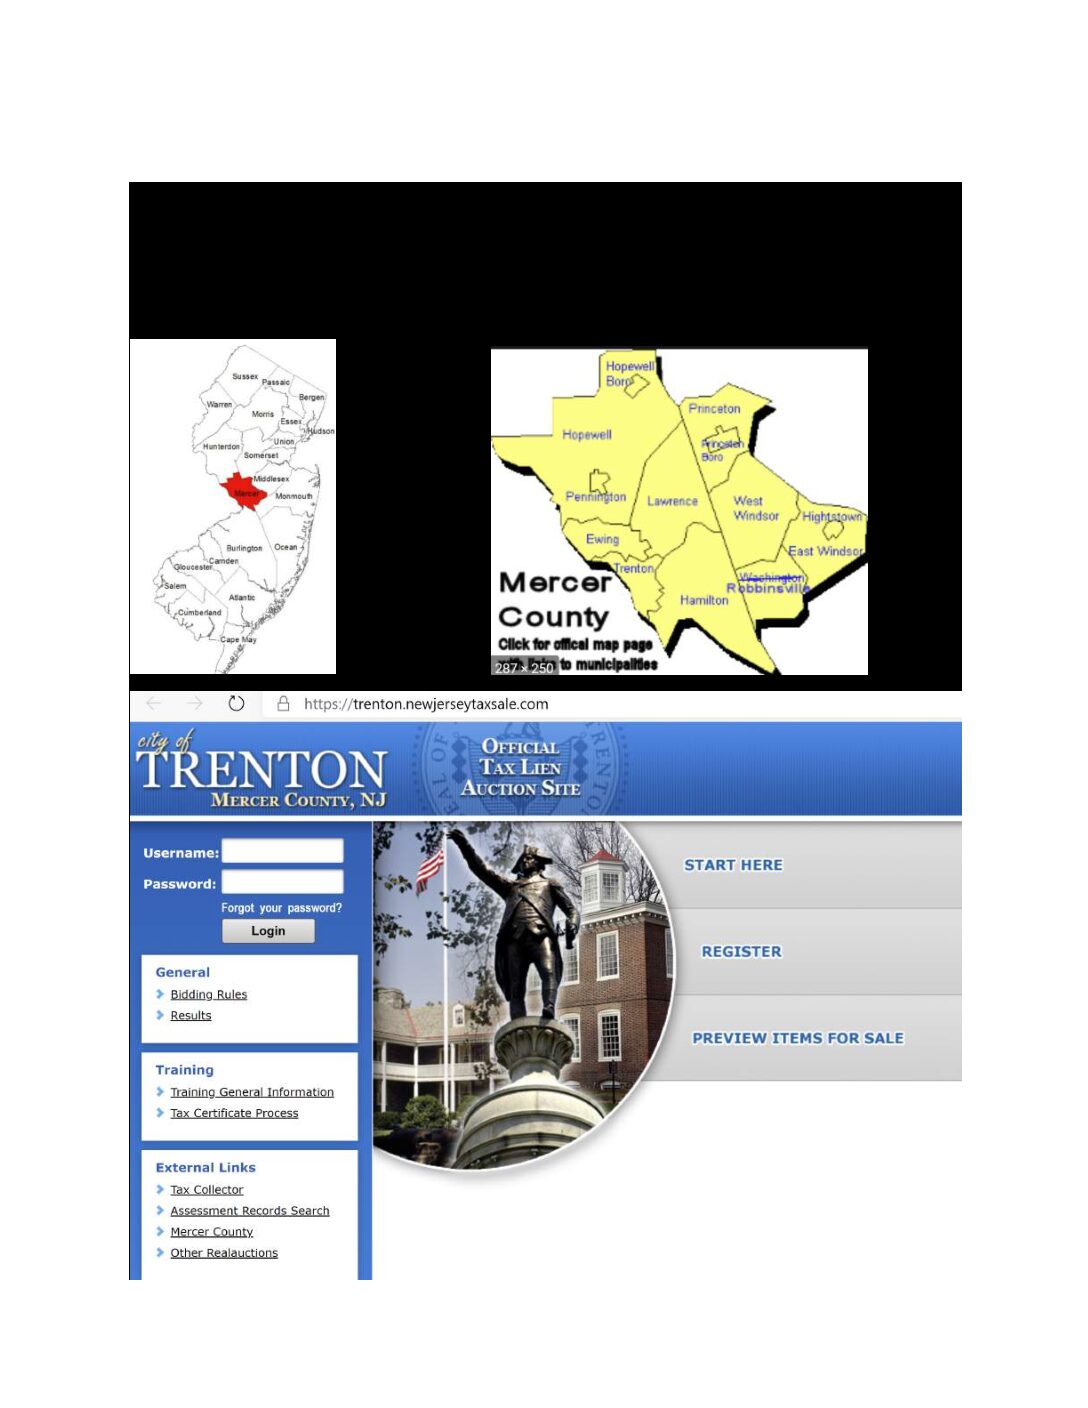 Sussex
Passaic
Bergen
Warren
Morris
Essex
Hudson
Hunterdon
Union
Somerset
Middlesex
Mercer
Monmouth
Burlington
Ocean
Camden
Gloucester
Salem
Atlantic
Cumberland
Cape May
Hopewell
Boro
Princeton
Hopewell
Princeton
Boro
Pennington
Lawrence
West
Windsor
Hightstown
Ewing
East Windsor
Trenton
Washington
Robbinsville
Hamilton
Mercer
County
Click for offical map page
to municipalities
287 × 250
https://trenton.newjerseytaxsale.com
city of
TRENTON
MERCER COUNTY, NJ
OFFICIAL
TAX LIEN
AUCTION SITE
SEAL OF TRENTON
Username:
Password:
Forgot your password?
Login
General
Bidding Rules
Results
Training
Training General Information
Tax Certificate Process
External Links
Tax Collector
Assessment Records Search
Mercer County
Other Realauctions
START HERE
REGISTER
PREVIEW ITEMS FOR SALE